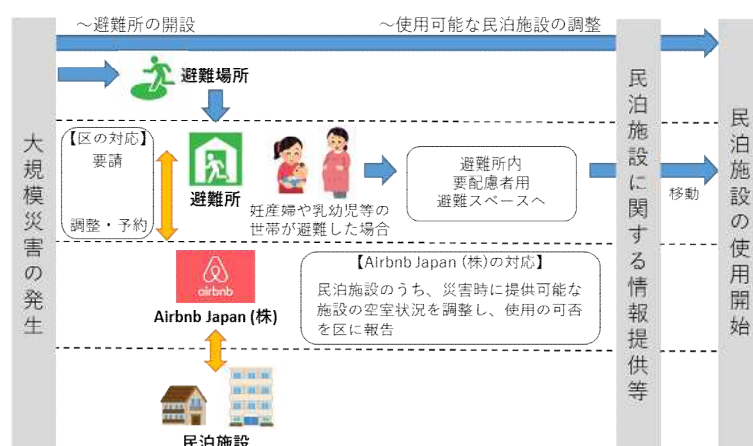 ～避難所の開設
～使用可能な民泊施設の調整
大規模災害の発生
避難場所
【区の対応】
要請
調整・予約
避難所
妊産婦や乳幼児等の
世帯が避難した場合
避難所内
要配慮者用
避難スペースへ
民泊施設に関する情報提供等
移動
民泊施設の使用開始
airbnb
Airbnb Japan (株)
【Airbnb Japan (株)の対応】
民泊施設のうち、災害時に提供可能な
施設の空室状況を調整し、使用の可否
を区に報告
民泊施設